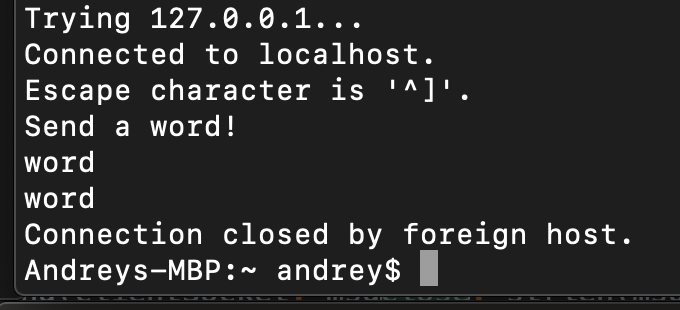 Trying 127.0.0.1...
Connected to localhost.
Escape character is '^]'.
Send a word!
word
word
Connection closed by foreign host.
Andreys-MBP:~ andrey$